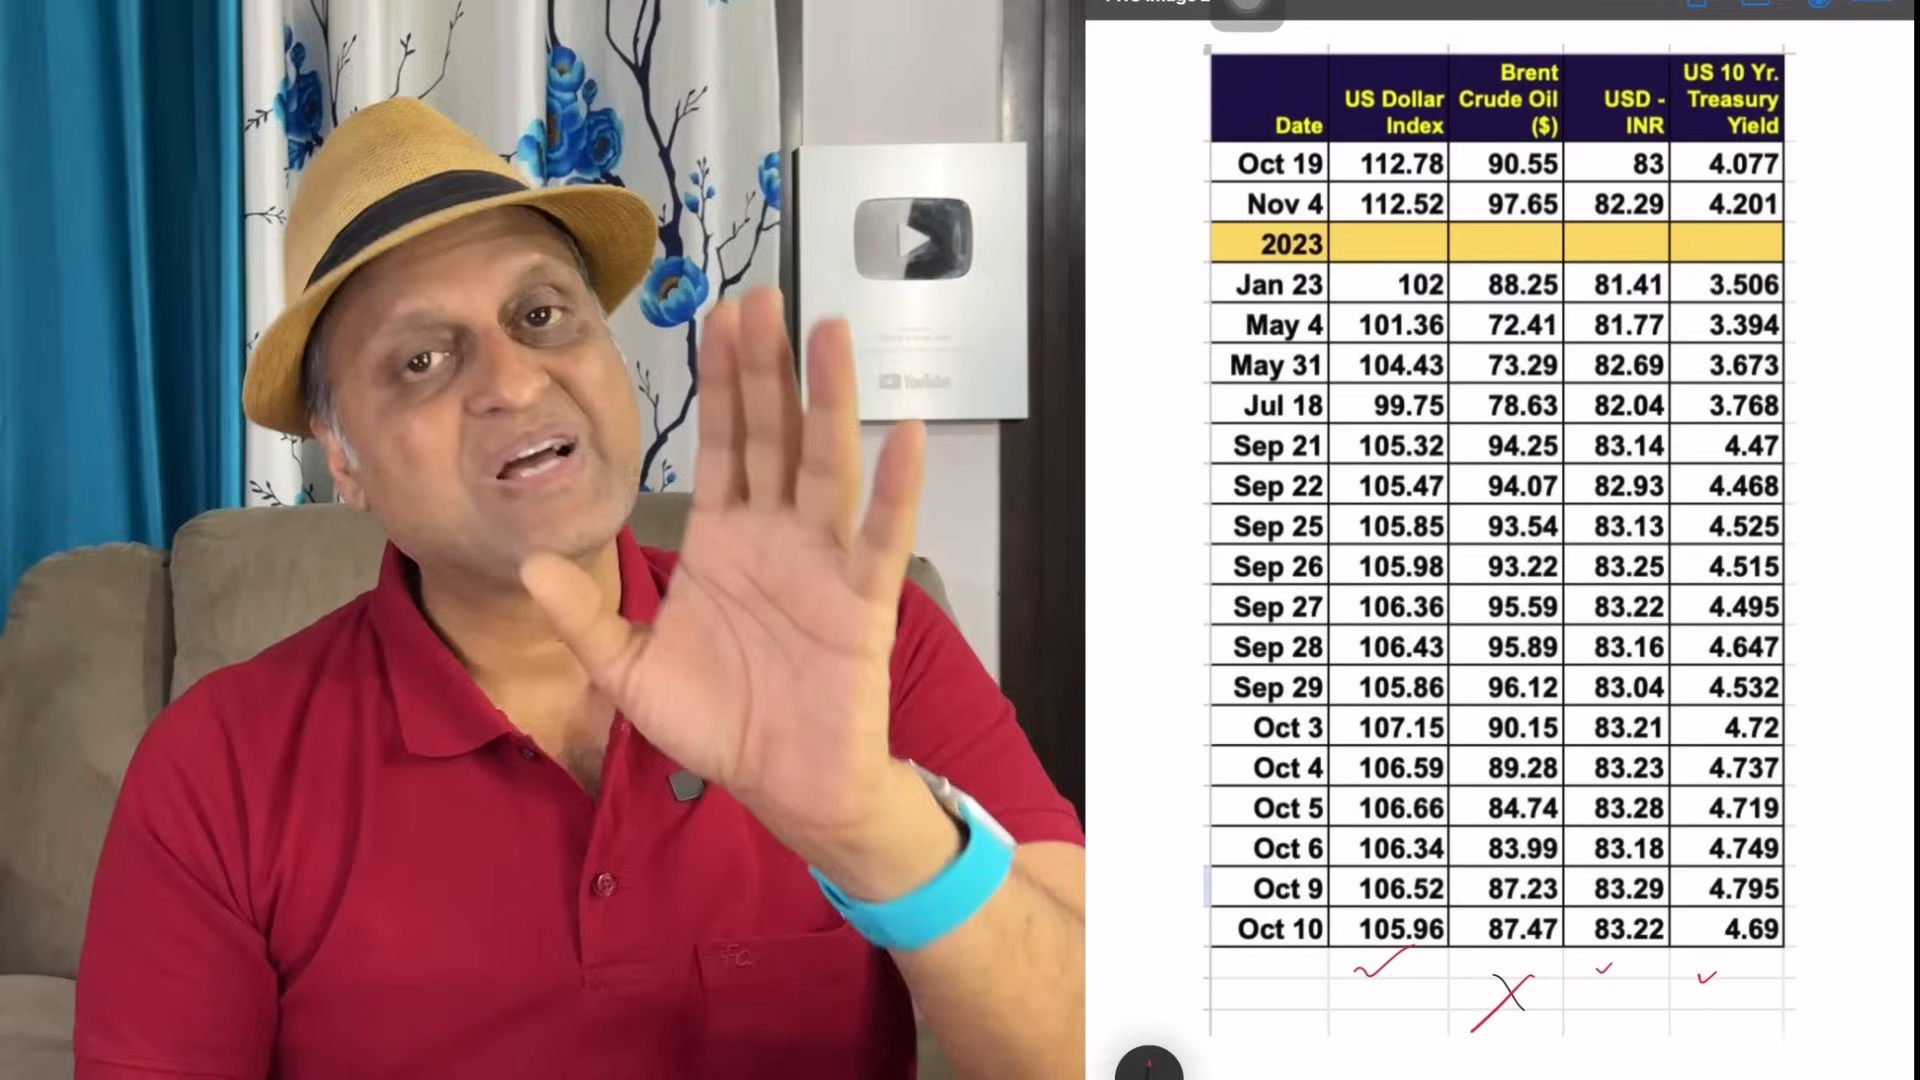 YouTube
FG
Date US Dollar Index Brent Crude Oil ($) USD - INR US 10 Yr. Treasury Yield
Oct 19 112.78 90.55 83 4.077
Nov 4 112.52 97.65 82.29 4.201
2023
Jan 23 102 88.25 81.41 3.506
May 4 101.36 72.41 81.77 3.394
May 31 104.43 73.29 82.69 3.673
Jul 18 99.75 78.63 82.04 3.768
Sep 21 105.32 94.25 83.14 4.47
Sep 22 105.47 94.07 82.93 4.468
Sep 25 105.85 93.54 83.13 4.525
Sep 26 105.98 93.22 83.25 4.515
Sep 27 106.36 95.59 83.22 4.495
Sep 28 106.43 95.89 83.16 4.647
Sep 29 105.86 96.12 83.04 4.532
Oct 3 107.15 90.15 83.21 4.72
Oct 4 106.59 89.28 83.23 4.737
Oct 5 106.66 84.74 83.28 4.719
Oct 6 106.34 83.99 83.18 4.749
Oct 9 106.52 87.23 83.29 4.795
Oct 10 105.96 87.47 83.22 4.69